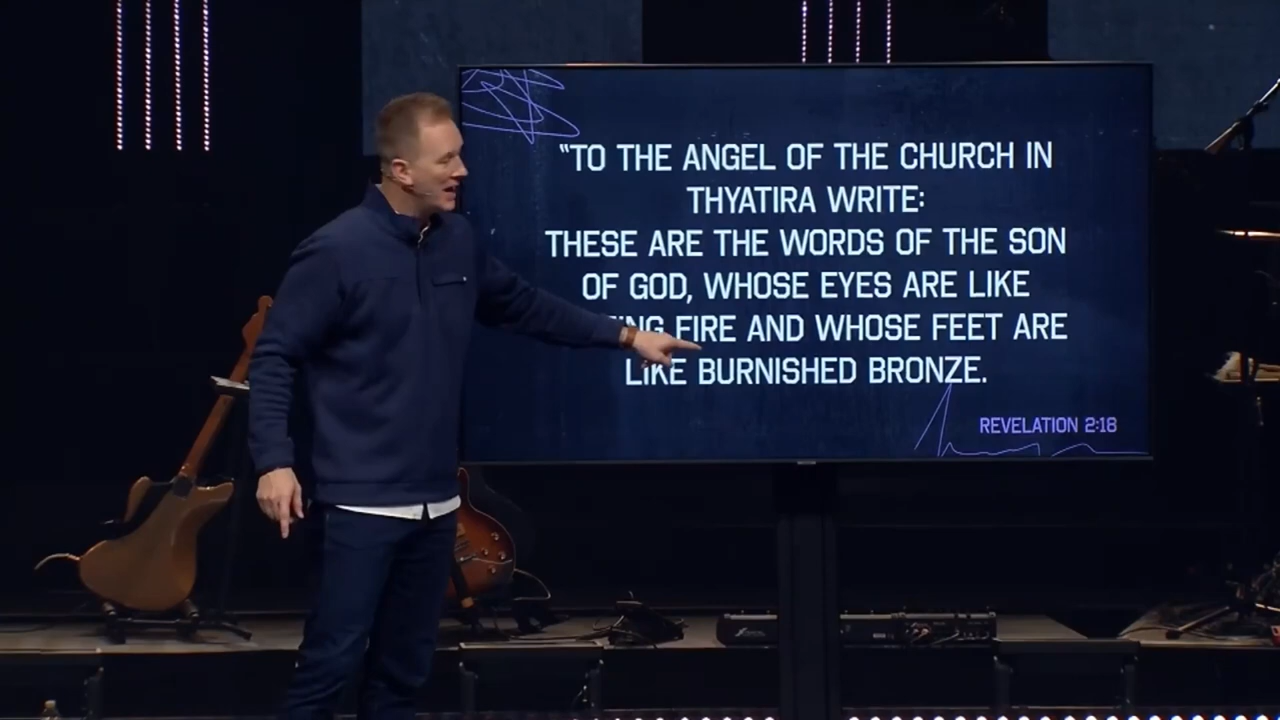 “TO THE ANGEL OF THE CHURCH IN
THYATIRA WRITE:
THESE ARE THE WORDS OF THE SON
OF GOD, WHOSE EYES ARE LIKE
FIRE AND WHOSE FEET ARE
LIKE BURNISHED BRONZE.
REVELATION 2:18